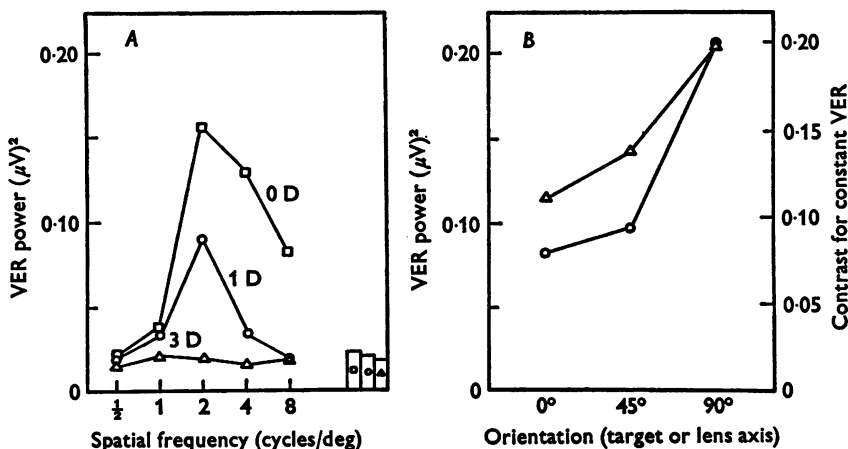 A
B
0·20
0·10
0
VER power (μV)²
0 D
1 D
3 D
½ 1 2 4 8
Spatial frequency (cycles/deg)
0·20
0·10
0
VER power (μV)²
0·20
0·15
0·10
0·05
0
Contrast for constant VER
0° 45° 90°
Orientation (target or lens axis)